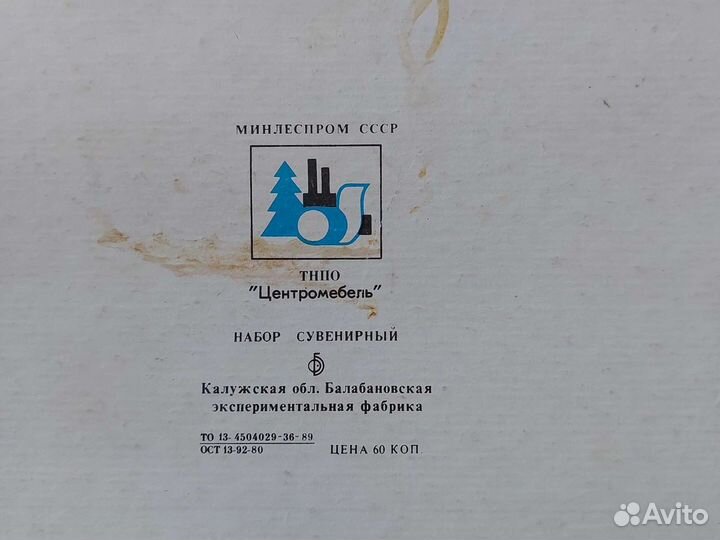 МИНЛЕСПРОМ СССР
ТНПО
"Центромебель"
НАБОР СУВЕНИРНЫЙ
Калужская обл. Балабановская
экспериментальная фабрика
ТО 13-4504029-36-89
ОСТ 13-92-80 ЦЕНА 60 КОП.
Avito